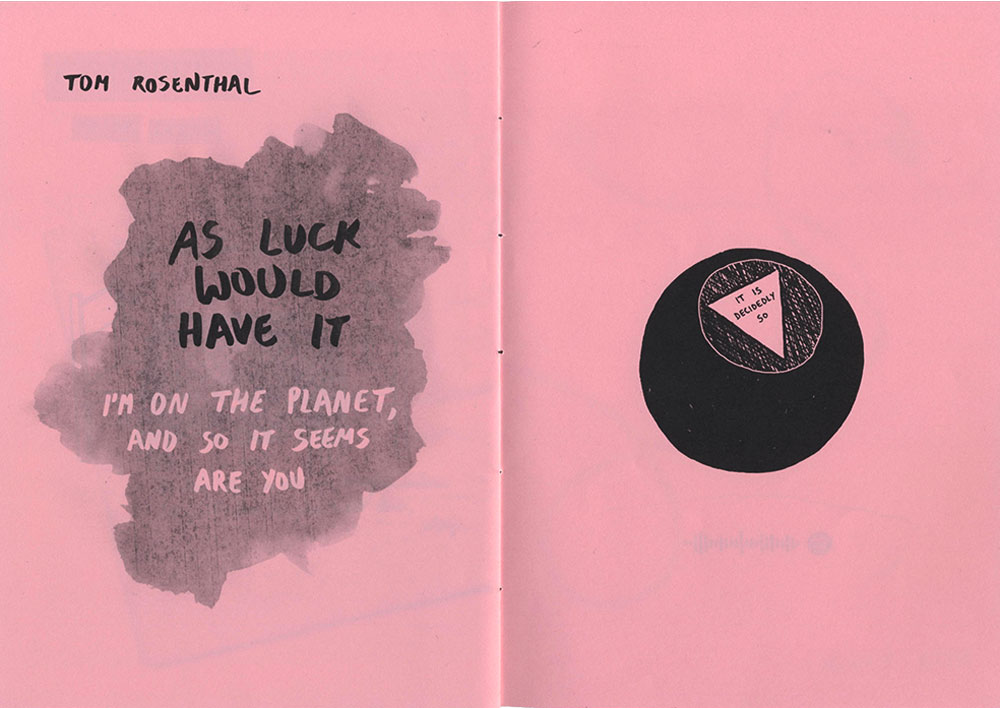 TOM ROSENTHAL
AS LUCK
WOULD
HAVE IT
I'M ON THE PLANET,
AND SO IT SEEMS
ARE YOU
IT IS
DECIDEDLY
SO